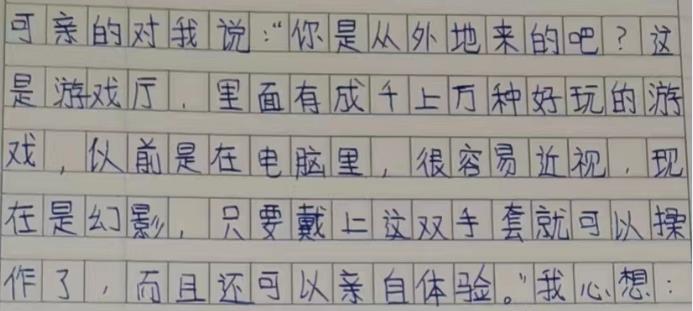 可亲的对我说:“你是从外地来的吧?这
是游戏厅,里面有成千上万种好玩的游
戏,以前是在电脑里,很容易近视,现
在是幻影,只要戴上这双手套就可以操
作了,而且还可以亲自体验。”我心想: